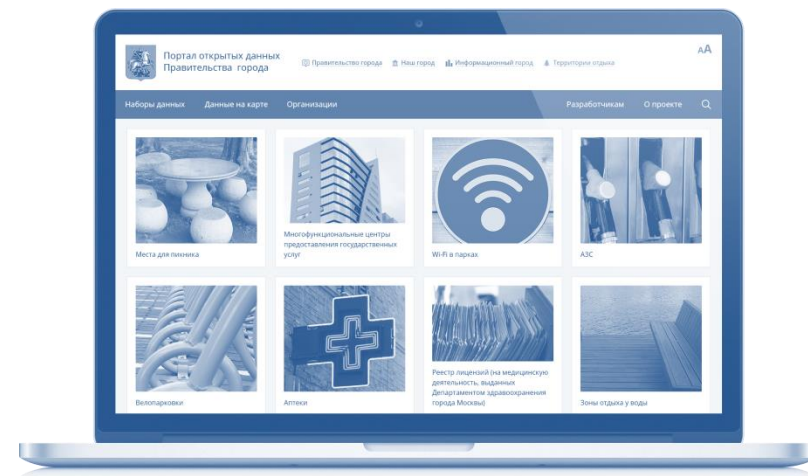 Портал открытых данных
Правительства города
Правительство города Наш город Информационный город Территории отдыха
АА
Наборы данных Данные на карте Организации Разработчикам О проекте
Места для пикника
Многофункциональные центры
предоставления государственных
услуг
Wi-Fi в парках
АЗС
Велопарковки
Аптеки
Реестр лицензий (на медицинскую
деятельность, выданных
Департаментом здравоохранения
города Москвы)
Зоны отдыха у воды